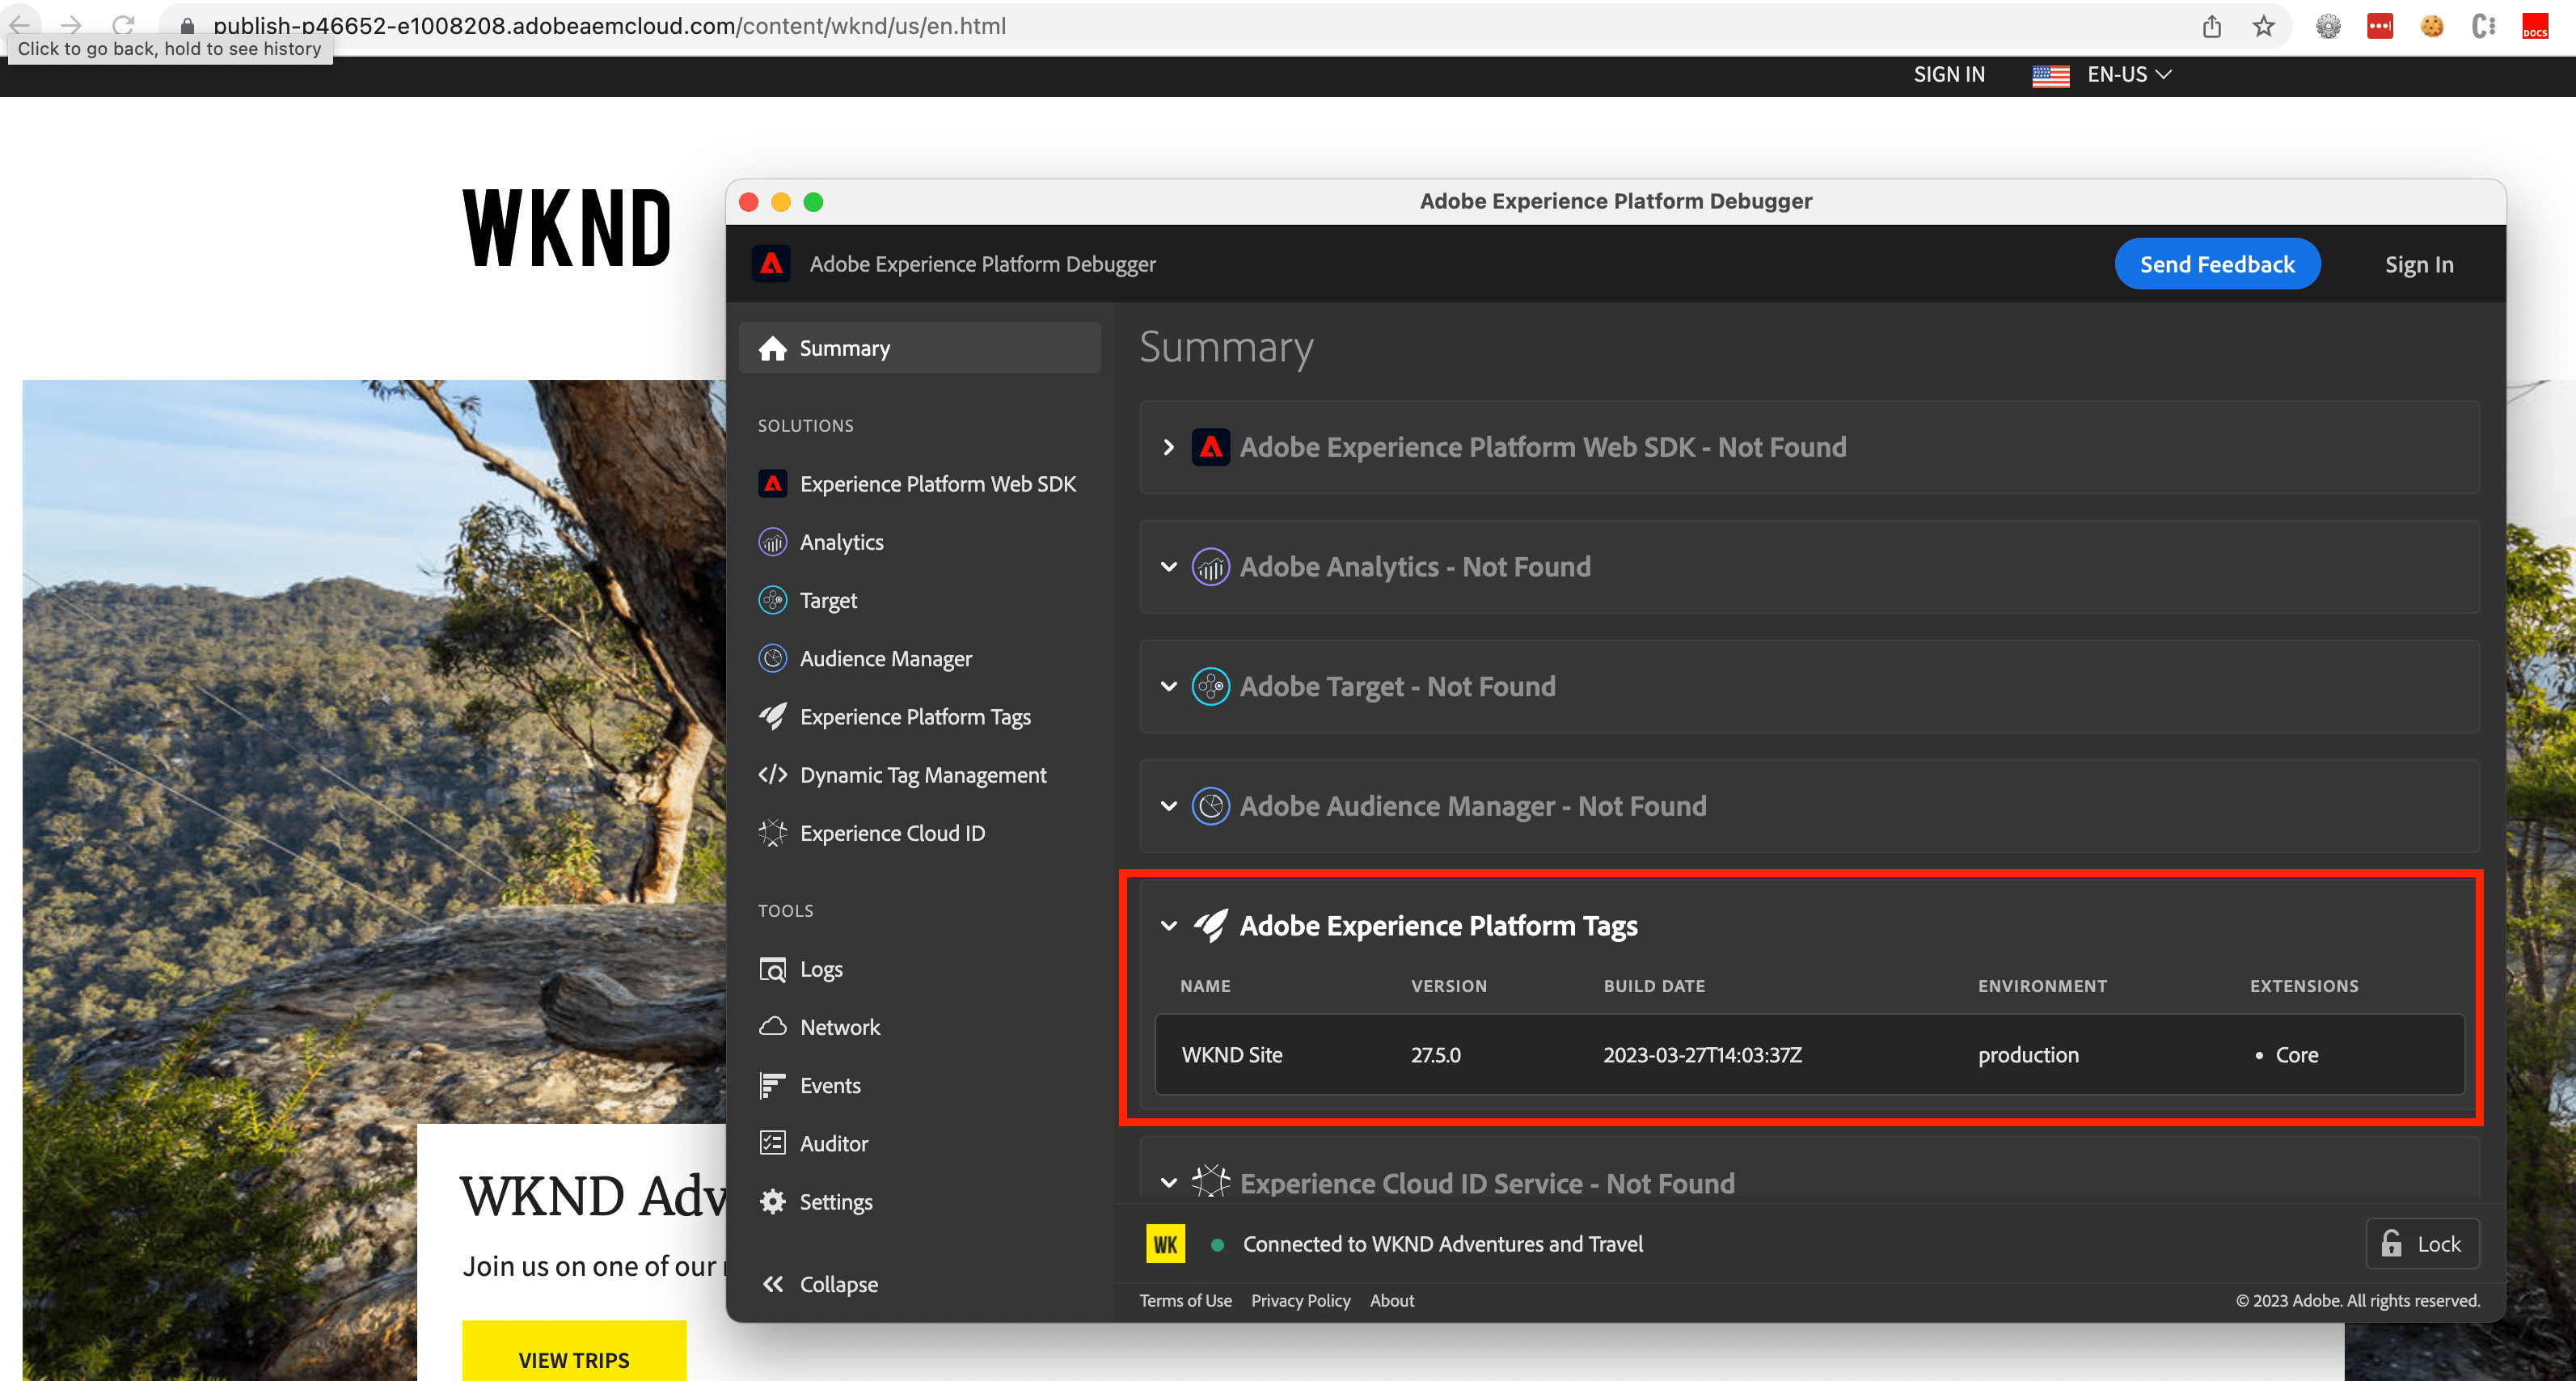 publish-p46652-e1008208.adobeaemcloud.com/content/wknd/us/en.html
DOCS
Click to go back, hold to see history
SIGN IN
EN-US
WKND
Adobe Experience Platform Debugger
Adobe Experience Platform Debugger
Send Feedback
Sign In
Summary
SOLUTIONS
Experience Platform Web SDK
Analytics
Target
Audience Manager
Experience Platform Tags
Dynamic Tag Management
Experience Cloud ID
TOOLS
Logs
Network
Events
Auditor
Settings
Collapse
Summary
Adobe Experience Platform Web SDK - Not Found
Adobe Analytics - Not Found
Adobe Target - Not Found
Adobe Audience Manager - Not Found
Adobe Experience Platform Tags
NAME VERSION BUILD DATE ENVIRONMENT EXTENSIONS
WKND Site 27.5.0 2023-03-27T14:03:37Z production • Core
Experience Cloud ID Service - Not Found
WK Connected to WKND Adventures and Travel
Lock
Terms of Use Privacy Policy About
© 2023 Adobe. All rights reserved.
WKND Adv
Join us on one of our
VIEW TRIPS